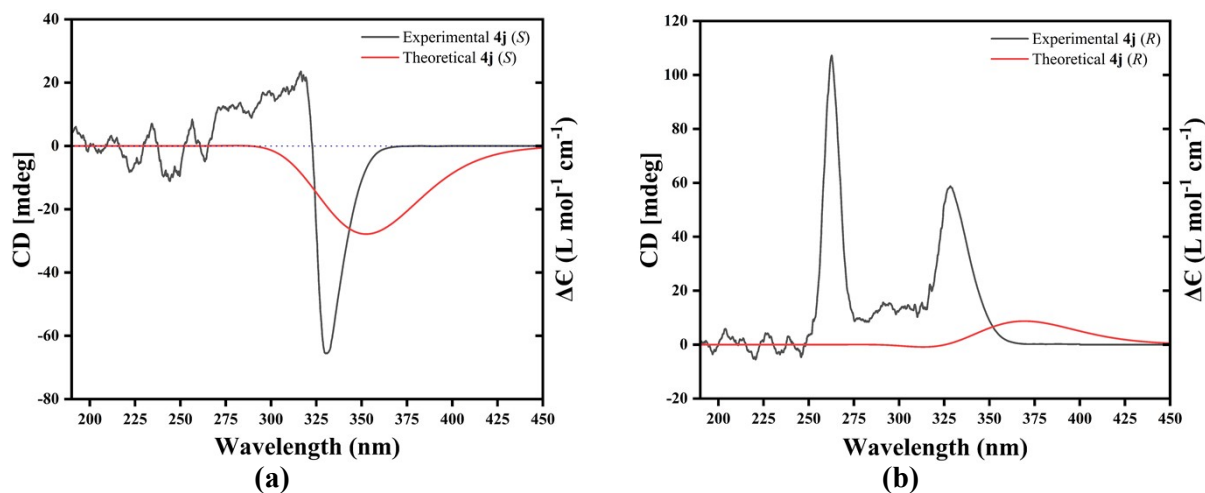 40
20
0
-20
-40
-60
-80
CD [mdeg]
Experimental 4j (S)
Theoretical 4j (S)
ΔЄ (L mol⁻¹ cm⁻¹)
200 225 250 275 300 325 350 375 400 425 450
Wavelength (nm)
(a)
120
100
80
60
40
20
0
-20
CD [mdeg]
Experimental 4j (R)
Theoretical 4j (R)
ΔЄ (L mol⁻¹ cm⁻¹)
200 225 250 275 300 325 350 375 400 425 450
Wavelength (nm)
(b)